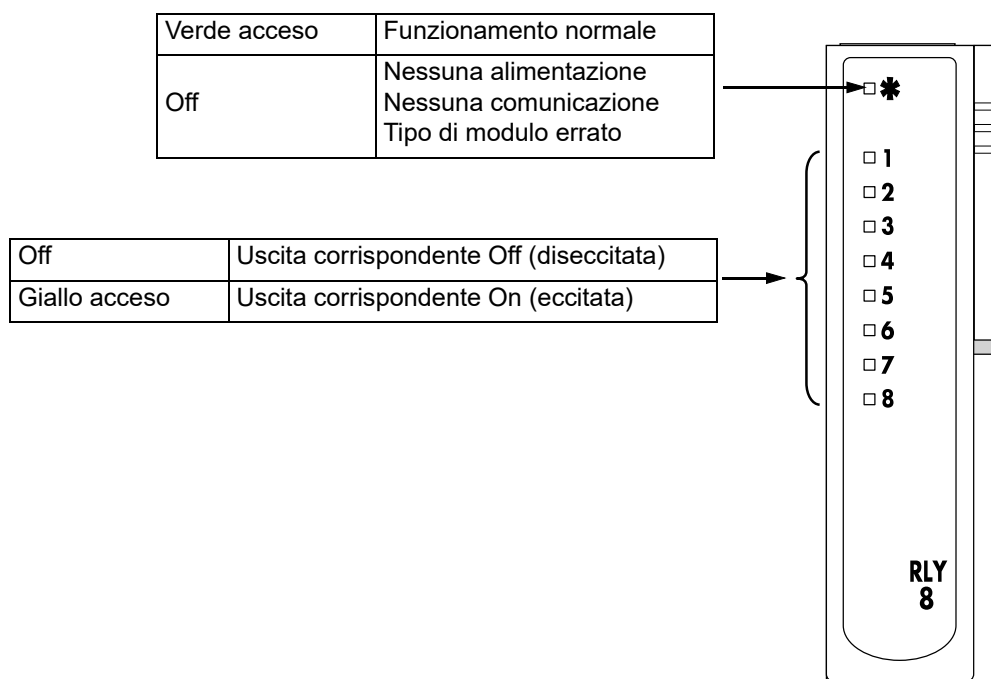 Verde acceso Funzionamento normale
Off
Nessuna alimentazione
Nessuna comunicazione
Tipo di modulo errato
Off Uscita corrispondente Off (diseccitata)
Giallo acceso Uscita corrispondente On (eccitata)
✱
1
2
3
4
5
6
7
8
RLY
8